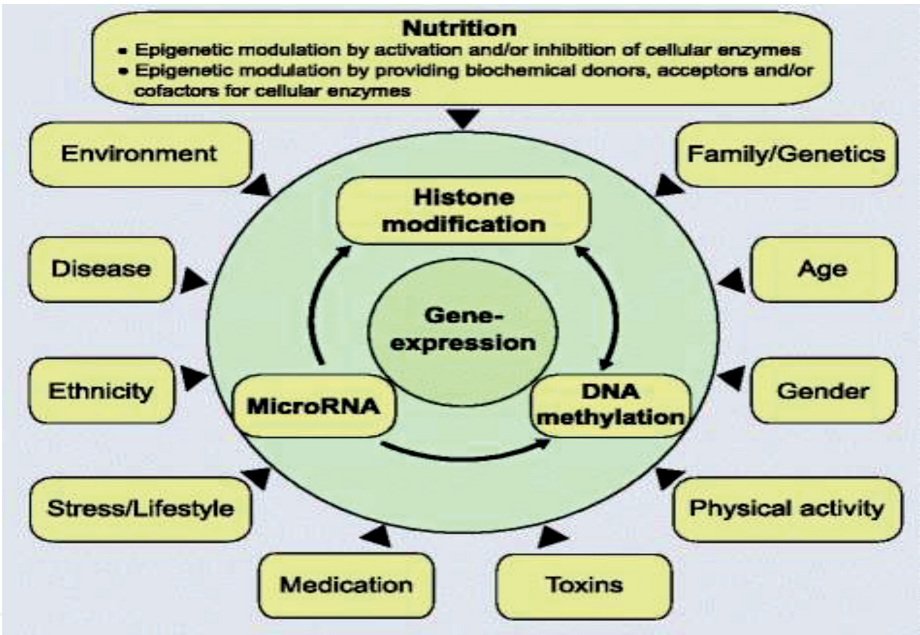 Nutrition
• Epigenetic modulation by activation and/or inhibition of cellular enzymes
• Epigenetic modulation by providing biochemical donors, acceptors and/or
cofactors for cellular enzymes
Environment
Family/Genetics
Histone
modification
Disease
Age
Gene-
expression
Ethnicity
Gender
MicroRNA
DNA
methylation
Stress/Lifestyle
Physical activity
Medication
Toxins